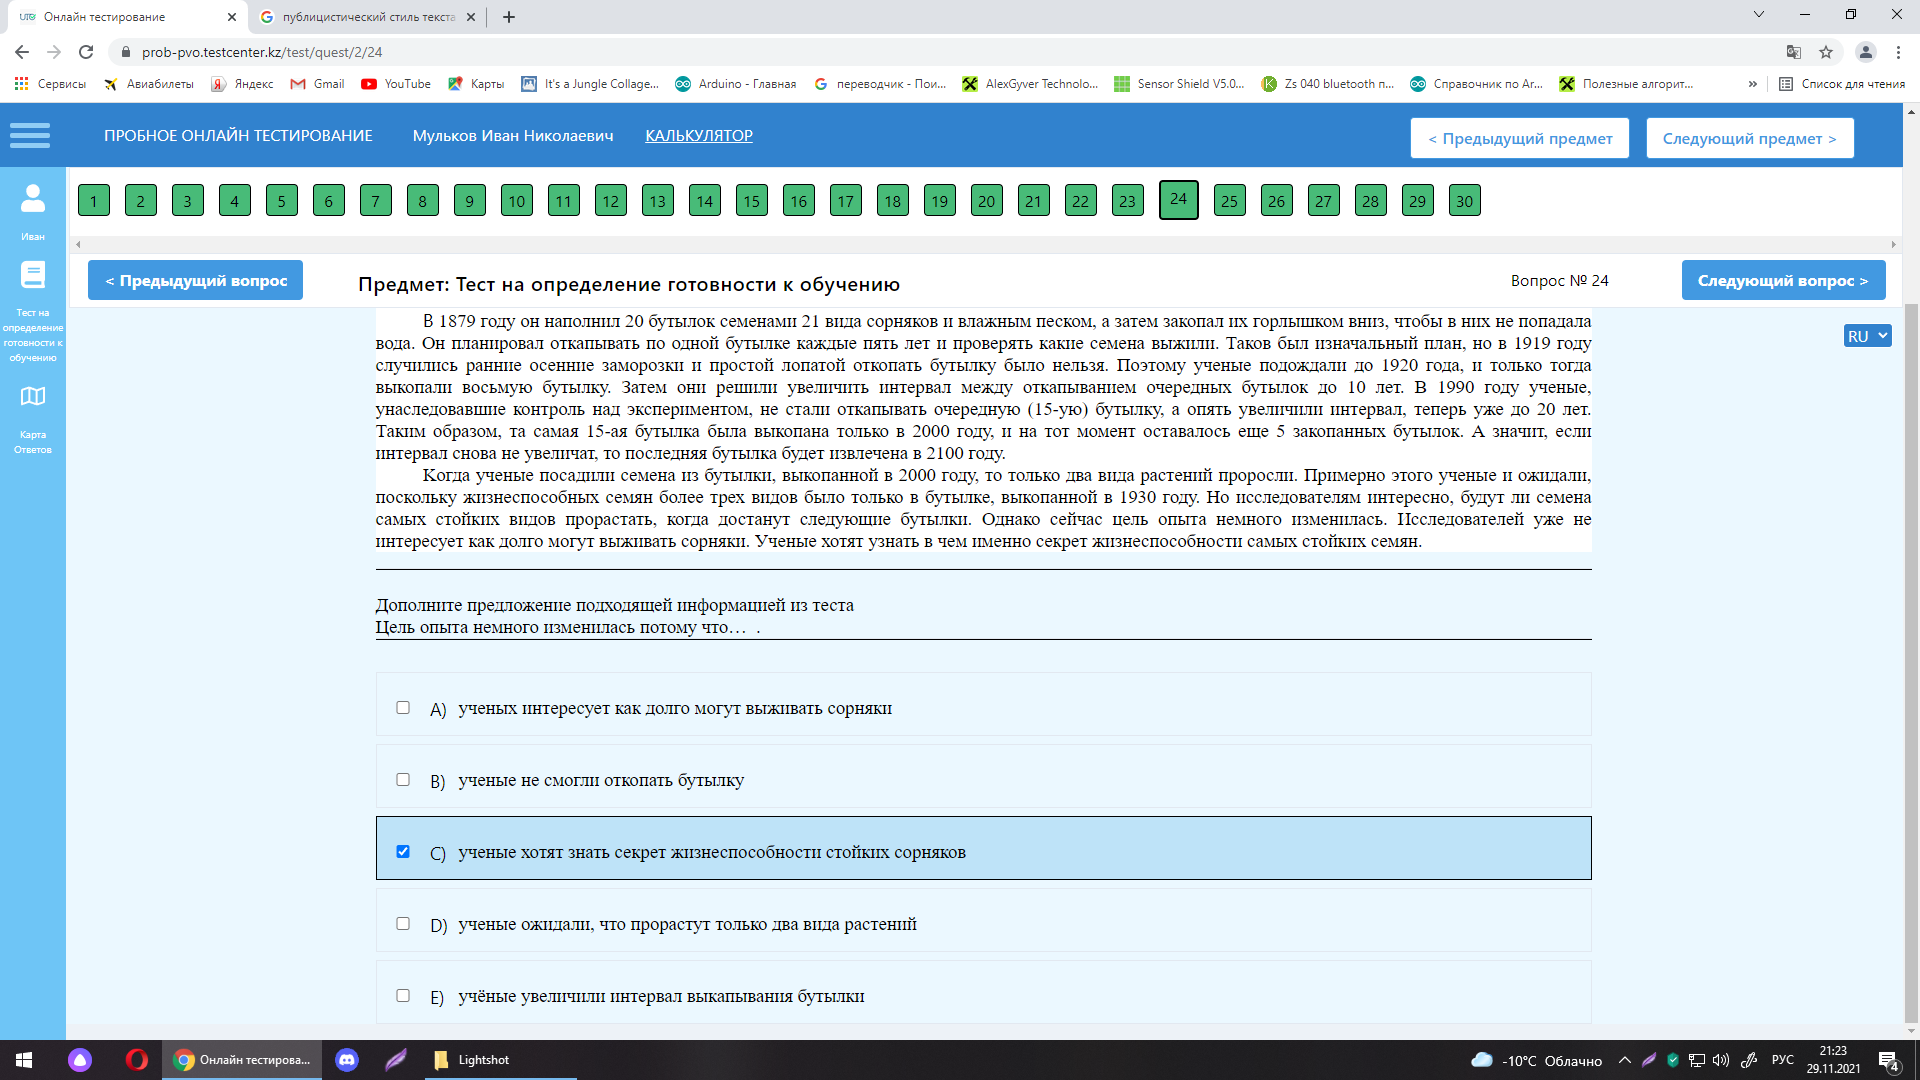 Онлайн тестирование
публицистический стиль текста
prob-pvo.testcenter.kz/test/quest/2/24
Сервисы
Авиабилеты
Яндекс
Gmail
YouTube
Карты
It's a Jungle Collage...
Arduino - Главная
переводчик - Пои...
AlexGyver Technolo...
Sensor Shield V5.0...
Zs 040 bluetooth п...
Справочник по Ar...
Полезные алгорит...
»
Список для чтения
ПРОБНОЕ ОНЛАЙН ТЕСТИРОВАНИЕ
Мульков Иван Николаевич
КАЛЬКУЛЯТОР
< Предыдущий предмет
Следующий предмет >
1 2 3 4 5 6 7 8 9 10 11 12 13 14 15 16 17 18 19 20 21 22 23 24 25 26 27 28 29 30
Иван
Тест на
определение
готовности к
обучению
Карта
Ответов
< Предыдущий вопрос
Предмет: Тест на определение готовности к обучению
Вопрос № 24
Следующий вопрос >
RU
В 1879 году он наполнил 20 бутылок семенами 21 вида сорняков и влажным песком, а затем закопал их горлышком вниз, чтобы в них не попадала
вода. Он планировал откапывать по одной бутылке каждые пять лет и проверять какие семена выжили. Таков был изначальный план, но в 1919 году
случились ранние осенние заморозки и простой лопатой откопать бутылку было нельзя. Поэтому ученые подождали до 1920 года, и только тогда
выкопали восьмую бутылку. Затем они решили увеличить интервал между откапыванием очередных бутылок до 10 лет. В 1990 году ученые,
унаследовавшие контроль над экспериментом, не стали откапывать очередную (15-ую) бутылку, а опять увеличили интервал, теперь уже до 20 лет.
Таким образом, та самая 15-ая бутылка была выкопана только в 2000 году, и на тот момент оставалось еще 5 закопанных бутылок. А значит, если
интервал снова не увеличат, то последняя бутылка будет извлечена в 2100 году.
Когда ученые посадили семена из бутылки, выкопанной в 2000 году, то только два вида растений проросли. Примерно этого ученые и ожидали,
поскольку жизнеспособных семян более трех видов было только в бутылке, выкопанной в 1930 году. Но исследователям интересно, будут ли семена
самых стойких видов прорастать, когда достанут следующие бутылки. Однако сейчас цель опыта немного изменилась. Исследователей уже не
интересует как долго могут выживать сорняки. Ученые хотят узнать в чем именно секрет жизнеспособности самых стойких семян.
Дополните предложение подходящей информацией из теста
Цель опыта немного изменилась потому что… .
A) ученых интересует как долго могут выживать сорняки
B) ученые не смогли откопать бутылку
C) ученые хотят знать секрет жизнеспособности стойких сорняков
D) ученые ожидали, что прорастут только два вида растений
E) учёные увеличили интервал выкапывания бутылки
Онлайн тестирова...
Lightshot
-10°C Облачно
РУС
21:23
29.11.2021
4